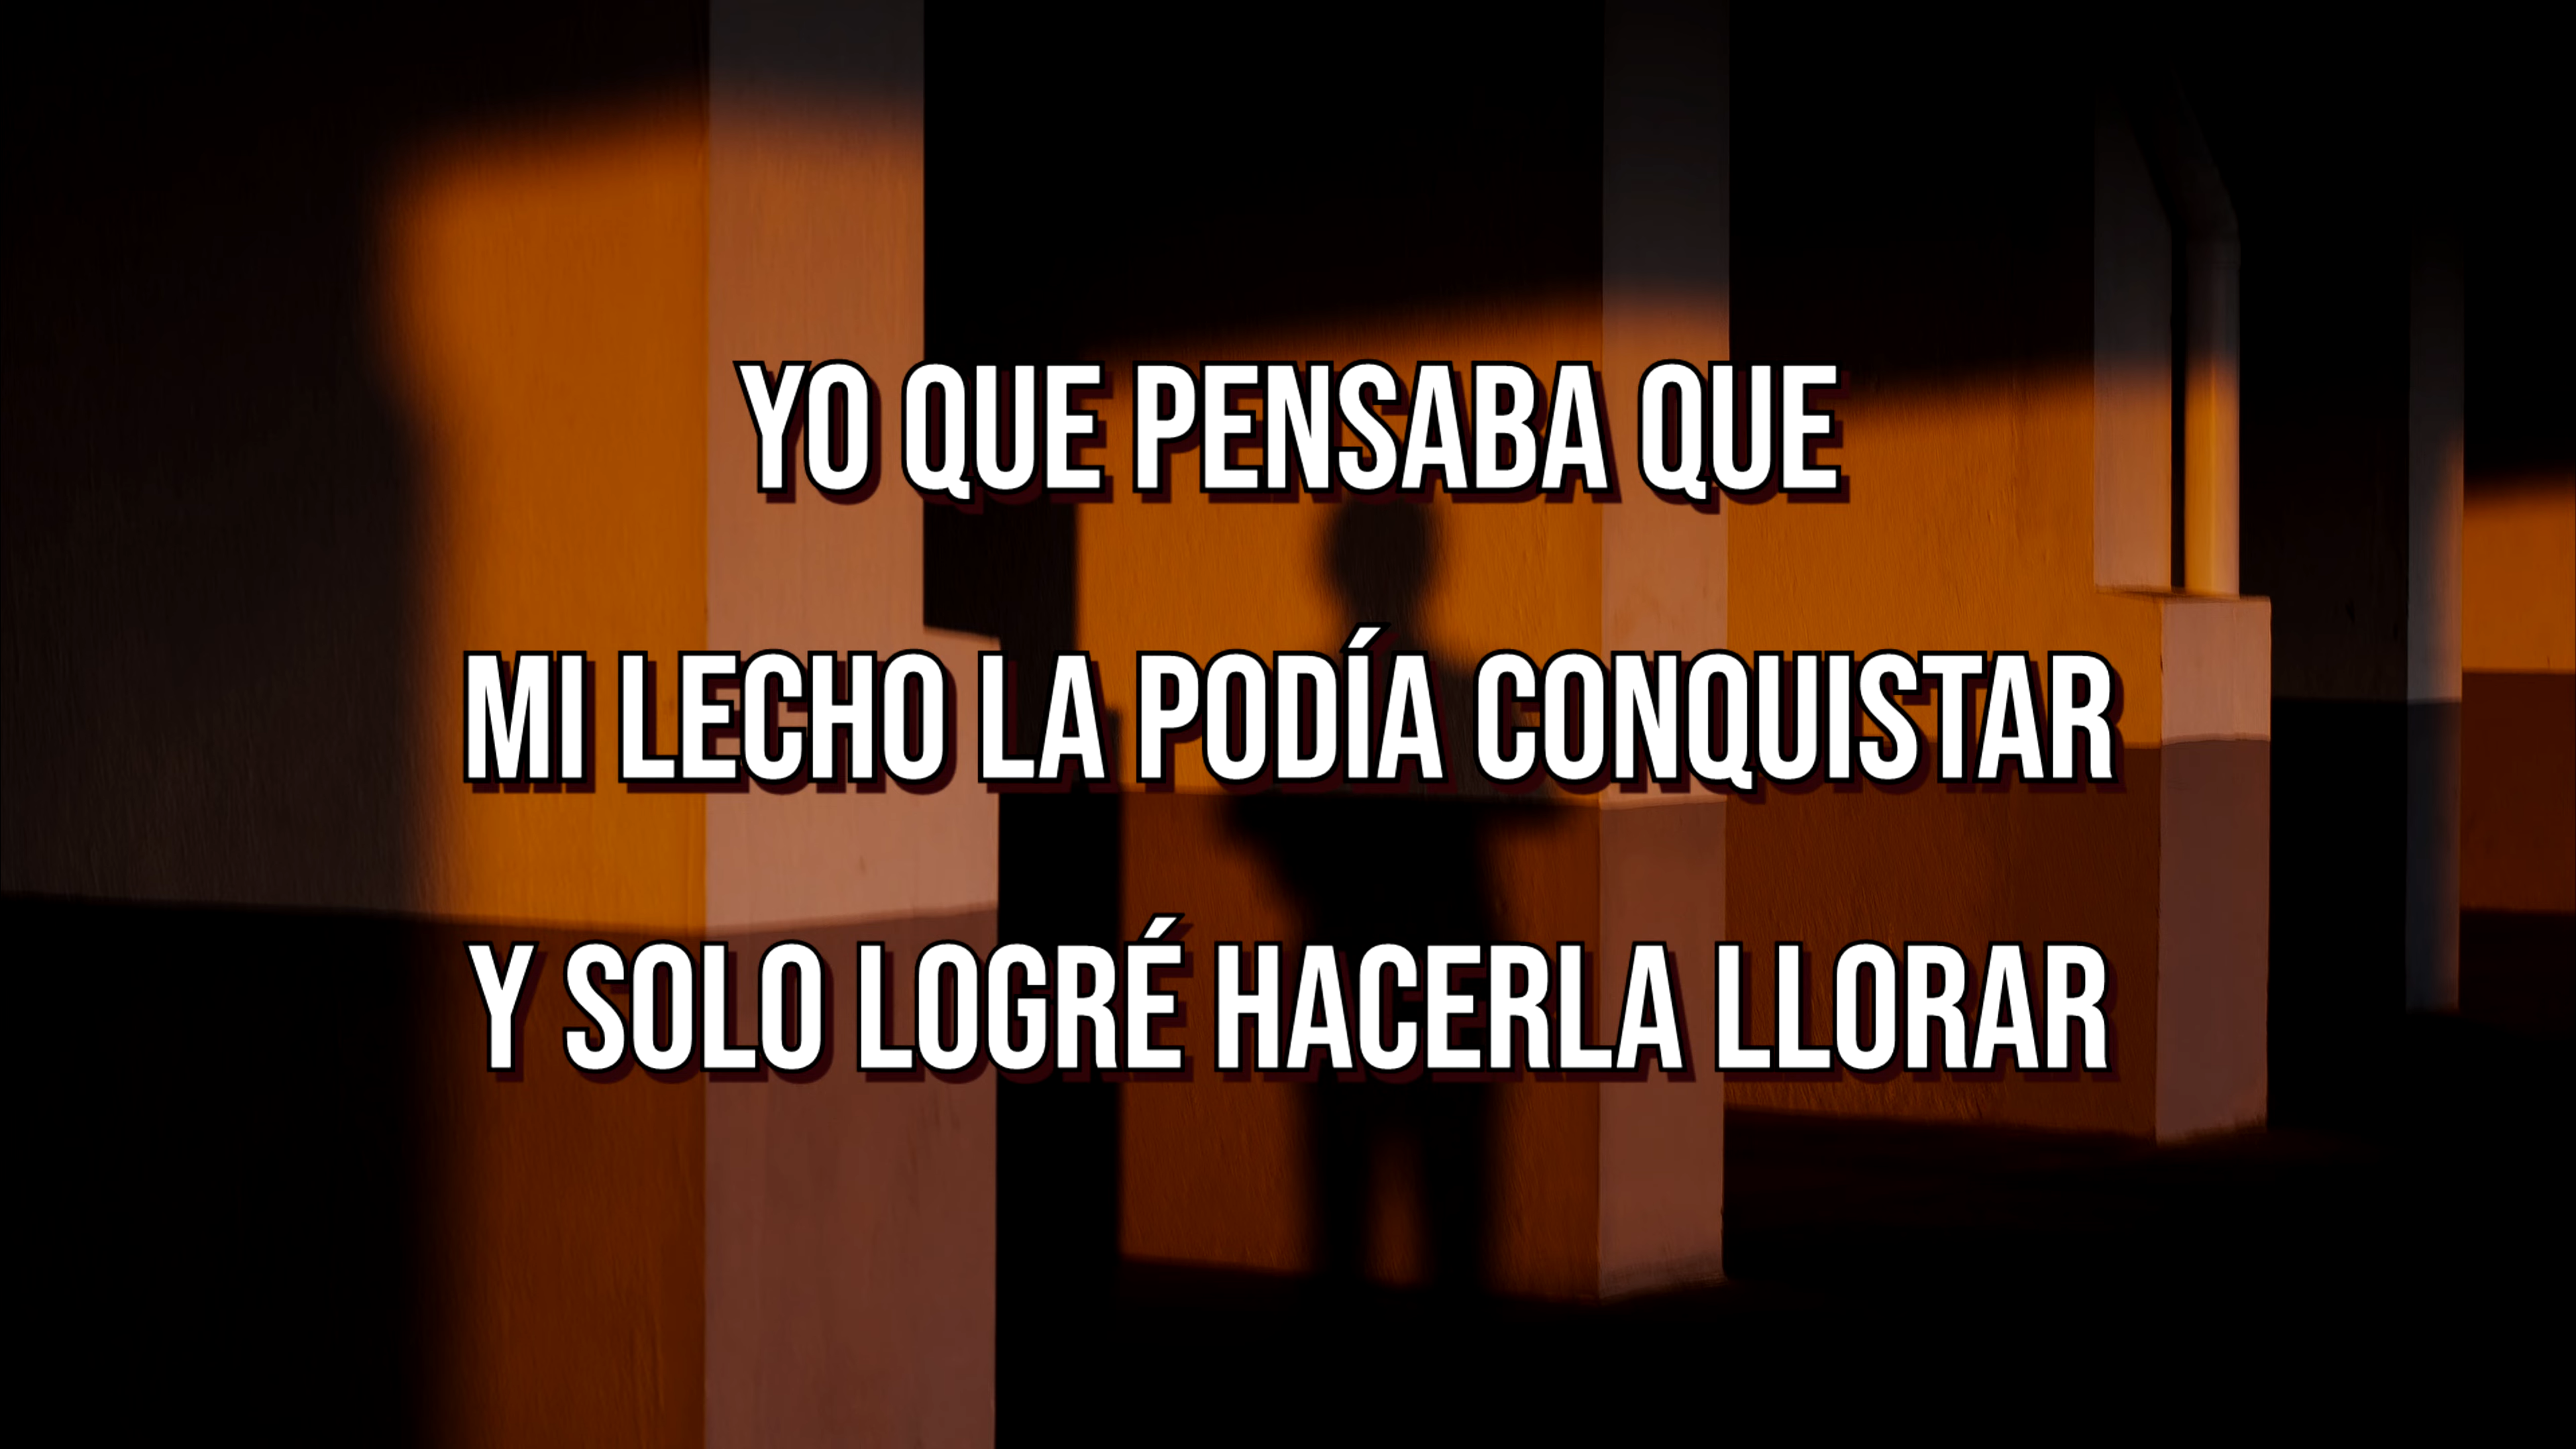 YO QUE PENSABA QUE
MI LECHO LA PODÍA CONQUISTAR
Y SOLO LOGRÉ HACERLA LLORAR